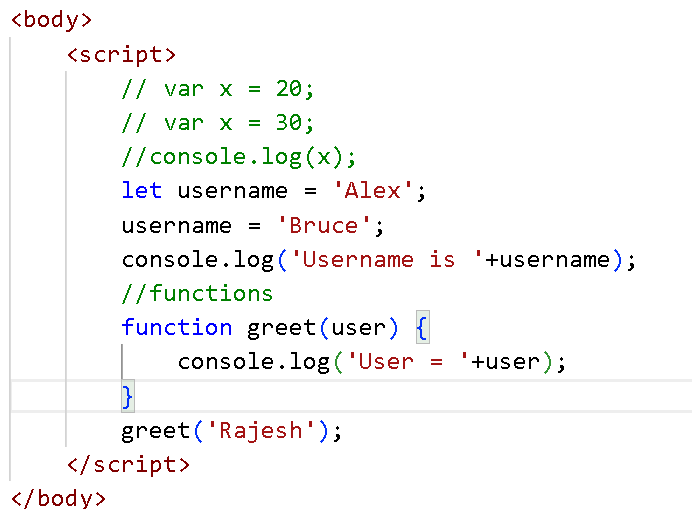 <body>
<script>
// var x = 20;
// var x = 30;
//console.log(x);
let username = 'Alex';
username = 'Bruce';
console.log('Username is '+username);
//functions
function greet(user) {
console.log('User = '+user);
}
greet('Rajesh');
</script>
</body>